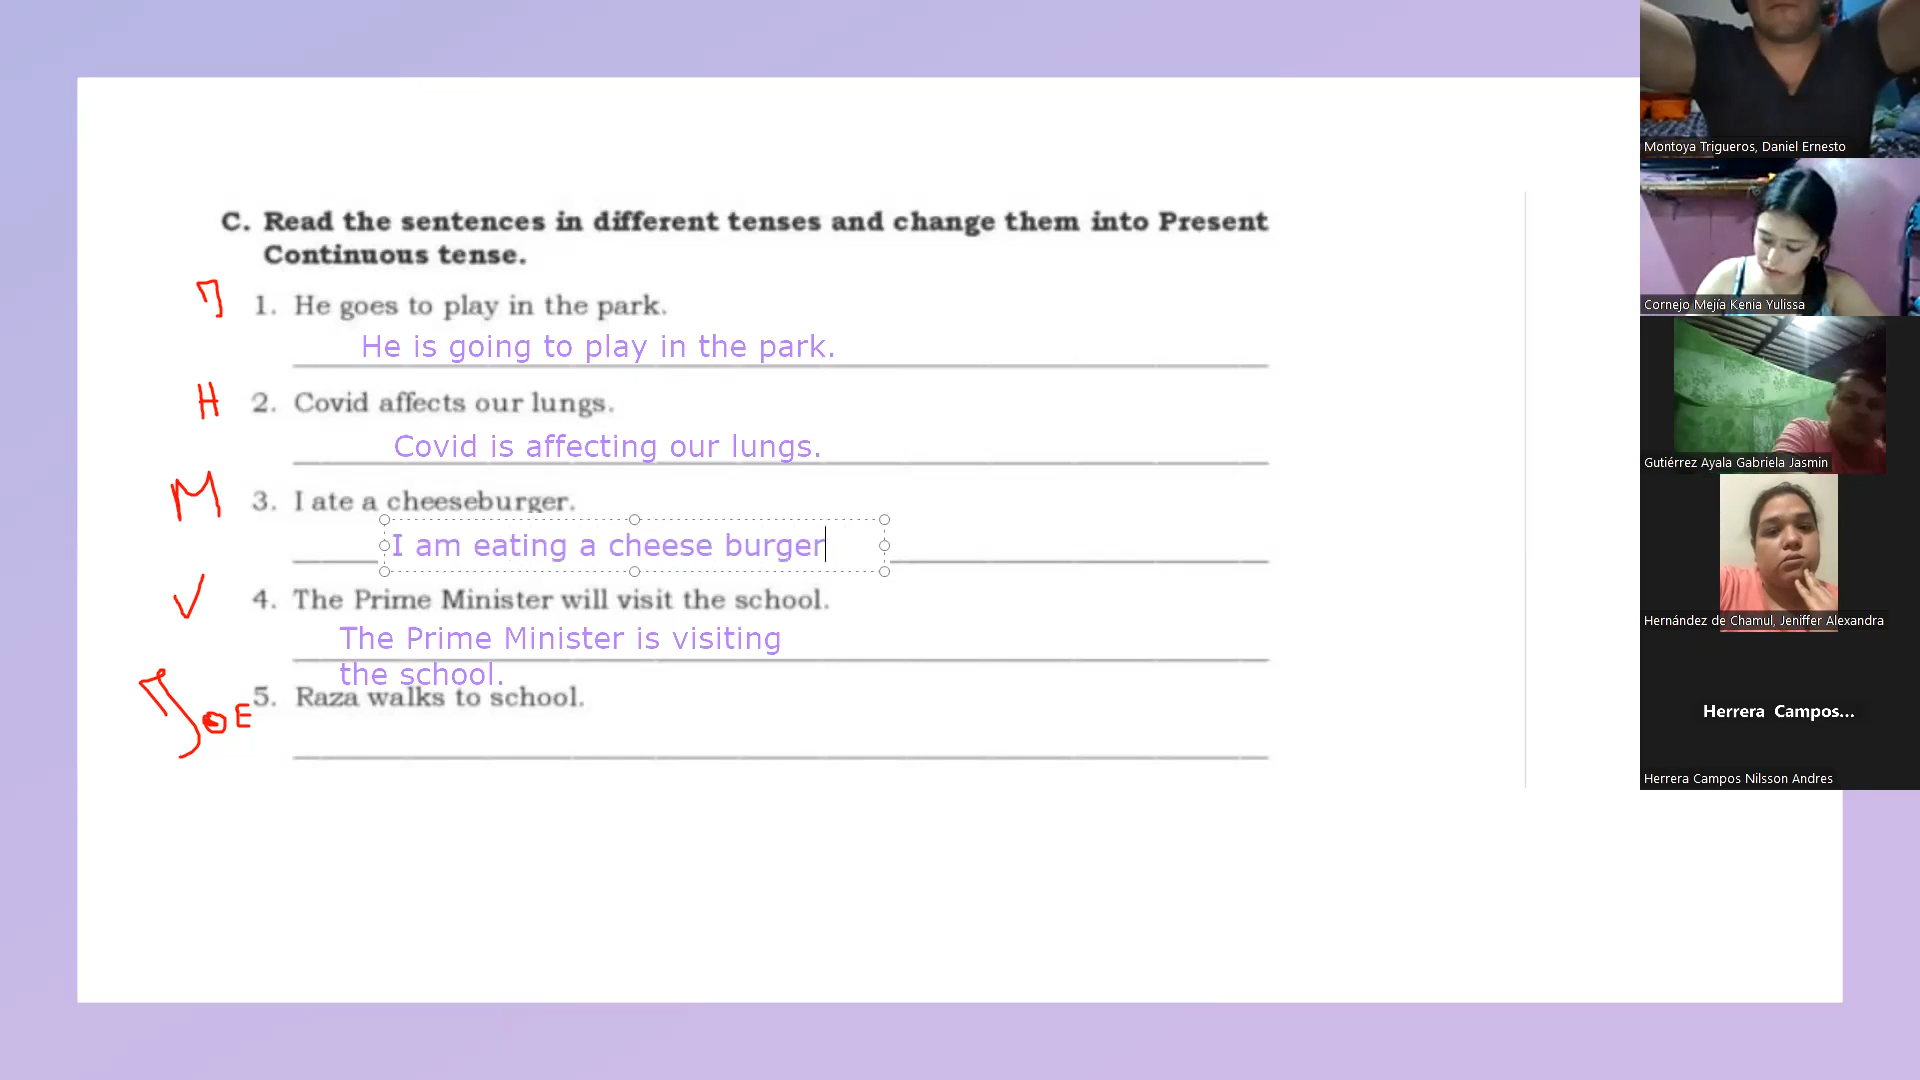 C. Read the sentences in different tenses and change them into Present
Continuous tense.
1. He goes to play in the park.
He is going to play in the park.
H
2. Covid affects our lungs.
Covid is affecting our lungs.
M
3. I ate a cheeseburger.
I am eating a cheese burger
V
4. The Prime Minister will visit the school.
The Prime Minister is visiting
the school.
JoE
5. Raza walks to school.
Montoya Trigueros, Daniel Ernesto
Cornejo Mejía Kenia Yulissa
Gutiérrez Ayala Gabriela Jasmin
Hernández de Chamul, Jeniffer Alexandra
Herrera Campos...
Herrera Campos Nilsson Andres